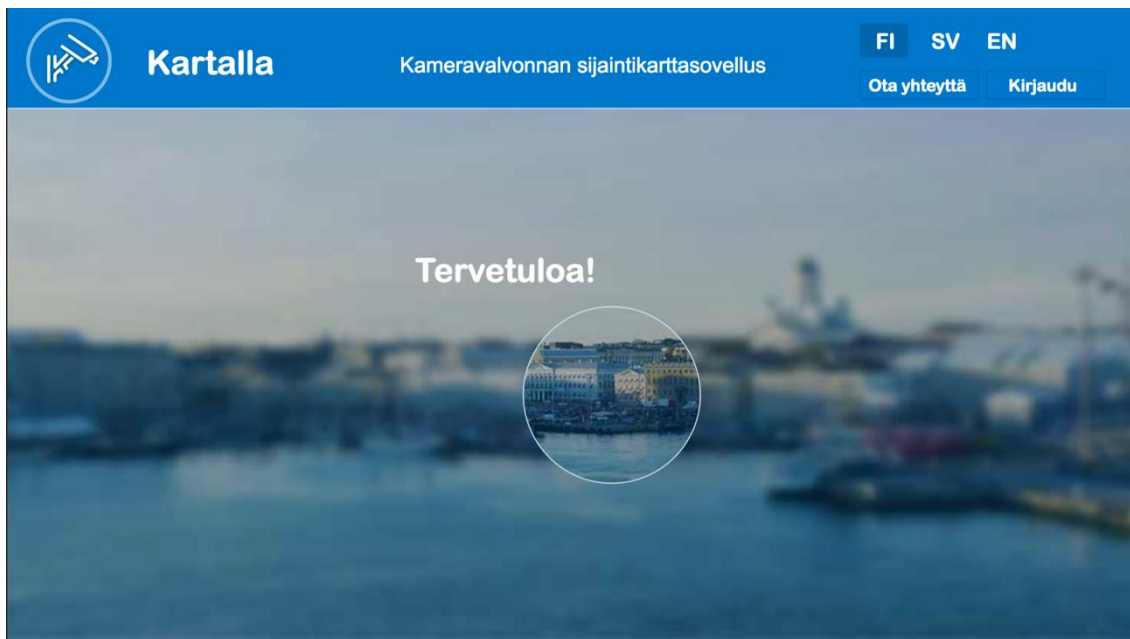 Kartalla
Kameravalvonnan sijaintikarttasovellus
FI SV EN
Ota yhteyttä Kirjaudu
Tervetuloa!